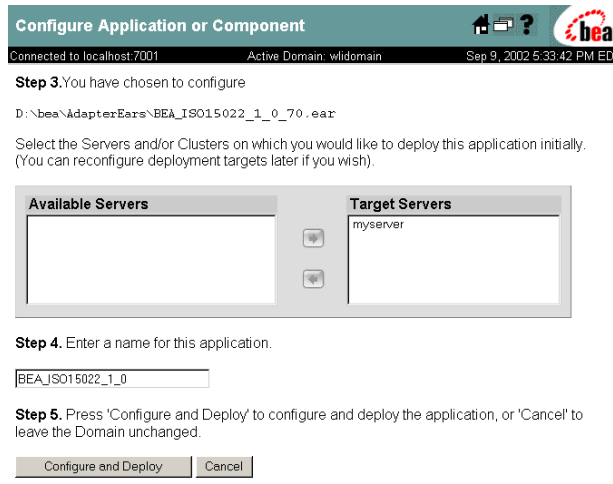 Configure Application or Component
? bea
Connected to localhost:7001 Active Domain: wlidomain Sep 9, 2002 5:33:42 PM ED
Step 3.You have chosen to configure
D:\bea\AdapterEars\BEA_ISO15022_1_0_70.ear
Select the Servers and/or Clusters on which you would like to deploy this application initially.
(You can reconfigure deployment targets later if you wish).
Available Servers Target Servers
myserver
Step 4. Enter a name for this application.
BEA_ISO15022_1_0
Step 5. Press 'Configure and Deploy' to configure and deploy the application, or 'Cancel' to
leave the Domain unchanged.
Configure and Deploy Cancel